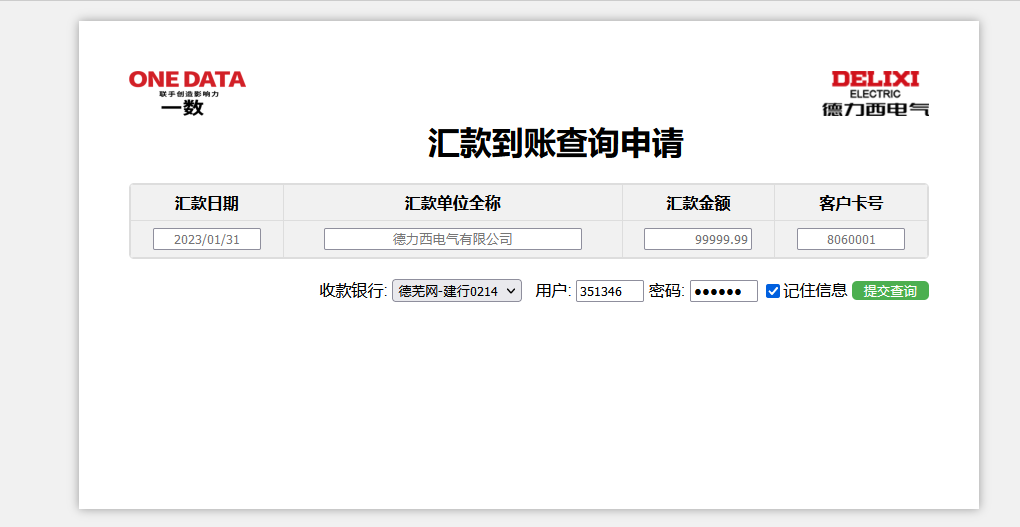 ONE DATA
联手创造影响力
一数
DELIXI
ELECTRIC
德力西电气
汇款到账查询申请
汇款日期 汇款单位全称 汇款金额 客户卡号
2023/01/31 德力西电气有限公司 99999.99 8060001
收款银行: 德芜网-建行0214 用户: 351346 密码: ●●●●●● 记住信息 提交查询